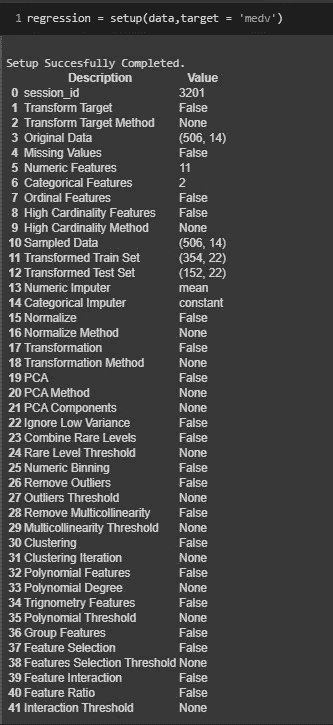 1 regression = setup(data,target = 'medv')
Setup Succesfully Completed.
Description Value
0 session_id 3201
1 Transform Target False
2 Transform Target Method None
3 Original Data (506, 14)
4 Missing Values False
5 Numeric Features 11
6 Categorical Features 2
7 Ordinal Features False
8 High Cardinality Features False
9 High Cardinality Method None
10 Sampled Data (506, 14)
11 Transformed Train Set (354, 22)
12 Transformed Test Set (152, 22)
13 Numeric Imputer mean
14 Categorical Imputer constant
15 Normalize False
16 Normalize Method None
17 Transformation False
18 Transformation Method None
19 PCA False
20 PCA Method None
21 PCA Components None
22 Ignore Low Variance False
23 Combine Rare Levels False
24 Rare Level Threshold None
25 Numeric Binning False
26 Remove Outliers False
27 Outliers Threshold None
28 Remove Multicollinearity False
29 Multicollinearity Threshold None
30 Clustering False
31 Clustering Iteration None
32 Polynomial Features False
33 Polynomial Degree None
34 Trignometry Features False
35 Polynomial Threshold None
36 Group Features False
37 Feature Selection False
38 Features Selection Threshold None
39 Feature Interaction False
40 Feature Ratio False
41 Interaction Threshold None